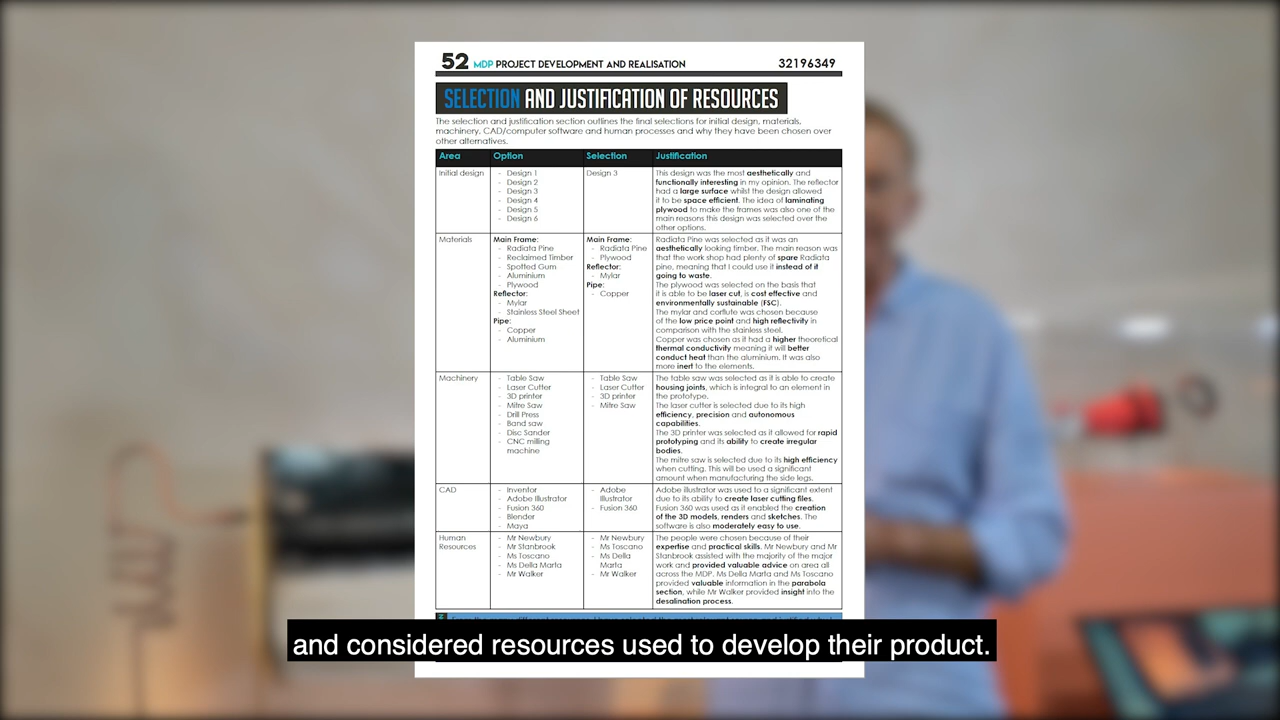 52 MDP PROJECT DEVELOPMENT AND REALISATION 32196349
SELECTION AND JUSTIFICATION OF RESOURCES
The selection and justification section outlines the final selections for initial design, materials,
machinery, CAD/computer software and human processes and why they have been chosen over
other alternatives.
Area Option Selection Justification
Initial design
- Design 1
- Design 2
- Design 3
- Design 4
- Design 5
- Design 6
Design 3
This design was the most aesthetically and
functionally interesting in my opinion. The reflector
had a large surface whilst the design allowed
it to be space efficient. The idea of laminating
plywood to make the frames was also one of the
main reasons this design was selected over the
other options.
Materials
Main Frame:
- Radiata Pine
- Reclaimed Timber
- Spotted Gum
- Aluminium
- Plywood
Reflector:
- Mylar
- Stainless Steel Sheet
Pipe:
- Copper
- Aluminium
Main Frame:
- Radiata Pine
- Plywood
Reflector:
- Mylar
Pipe:
- Copper
Radiata Pine was selected as it was an
aesthetically looking timber. The main reason was
that the work shop had plenty of spare Radiata
pine, meaning that I could use it instead of it
going to waste.
The plywood was selected on the basis that
it is able to be laser cut, is cost effective and
environmentally sustainable (FSC).
The mylar and corflute was chosen because
of the low price point and high reflectivity in
comparison with the stainless steel.
Copper was chosen as it had a higher theoretical
thermal conductivity meaning it will better
conduct heat than the aluminium. It was also
more inert to the elements.
Machinery
- Table Saw
- Laser Cutter
- 3D printer
- Mitre Saw
- Drill Press
- Band saw
- Disc Sander
- CNC milling
machine
- Table Saw
- Laser Cutter
- 3D printer
- Mitre Saw
The table saw was selected as it is able to create
housing joints, which is integral to an element in
the prototype.
The laser cutter is selected due to its high
efficiency, precision and autonomous
capabilities.
The 3D printer was selected as it allowed for rapid
prototyping and its ability to create irregular
bodies.
The mitre saw is selected due to its high efficiency
when cutting. This will be used a significant
amount when manufacturing the side legs.
CAD
- Inventor
- Adobe Illustrator
- Fusion 360
- Blender
- Maya
- Adobe
Illustrator
- Fusion 360
Adobe illustrator was used to a significant extent
due to its ability to create laser cutting files.
Fusion 360 was used as it enabled the creation
of the 3D models, renders and sketches. The
software is also moderately easy to use.
Human
Resources
- Mr Newbury
- Mr Stanbrook
- Ms Toscano
- Ms Della Marta
- Mr Walker
- Mr Newbury
- Ms Toscano
- Ms Della
Marta
- Mr Walker
The people were chosen because of their
expertise and practical skills. Mr Newbury and Mr
Stanbrook assisted with the majority of the major
work and provided valuable advice on area all
across the MDP. Ms Della Marta and Ms Toscano
provided valuable information in the parabola
section, while Mr Walker provided insight into the
desalination process.
and considered resources used to develop their product.